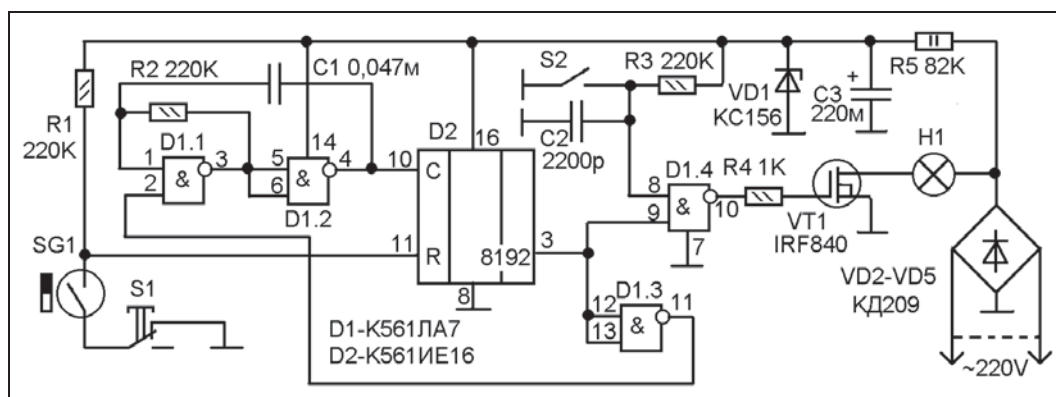 R2 220K
C1 0,047м
S2
R3 220K
R5 82K
VD1
КС156
C3
220м
+
R1
220K
D1.1
1
2
&
3
14
5
6
&
4
D1.2
D2
16
10
C
11
R
8192
3
8
C2
2200p
D1.4
8
9
&
10
7
R4 1K
VT1
IRF840
H1
VD2-VD5
КД209
SG1
S1
D1.3
12
13
&
11
D1-К561ЛА7
D2-К561ИЕ16
~220V